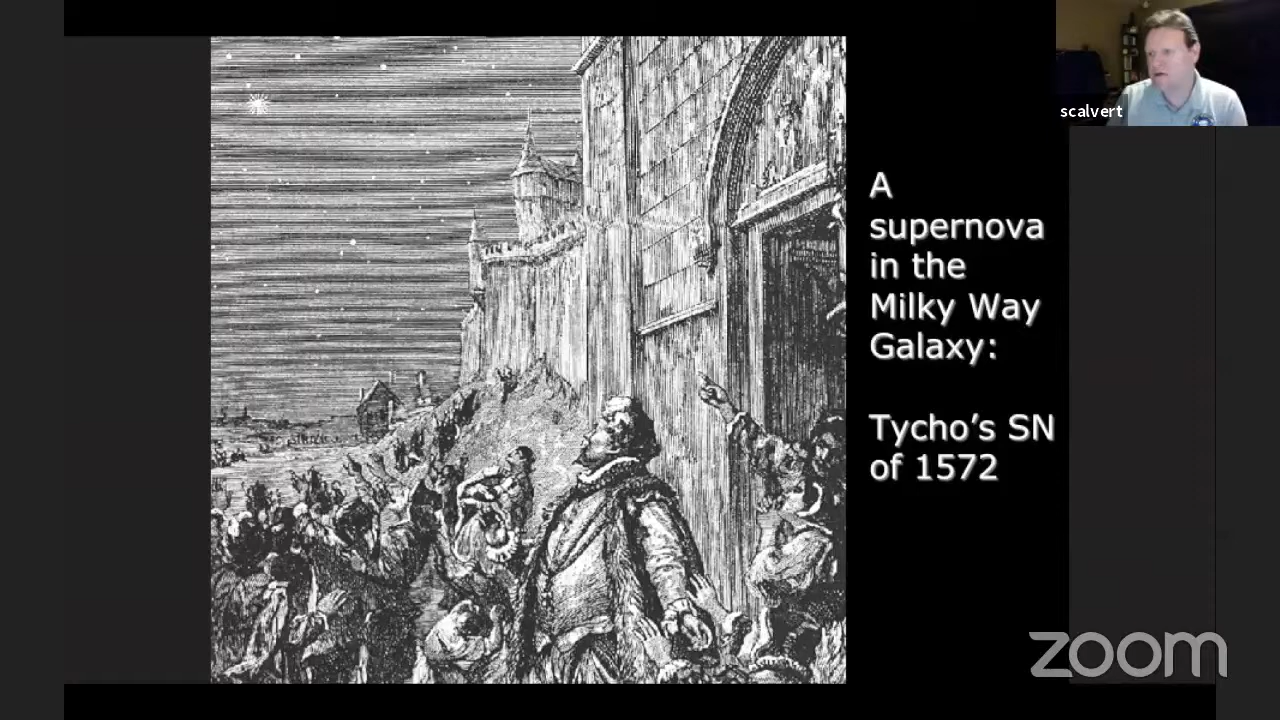 scalvert
A
supernova
in the
Milky Way
Galaxy:
Tycho’s SN
of 1572
zoom